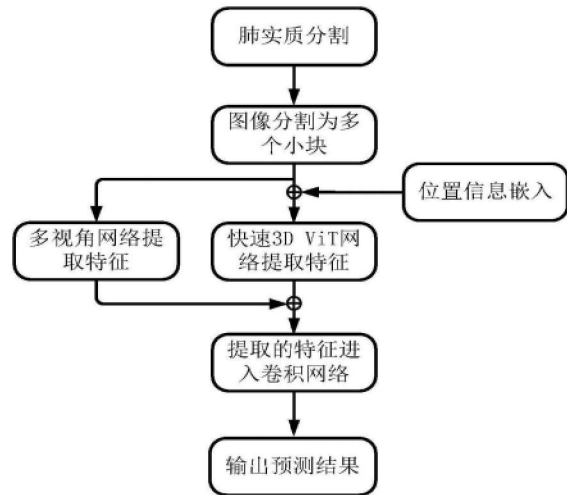 肺实质分割
图像分割为多
个小块
位置信息嵌入
多视角网络提
取特征
快速3D ViT网
络提取特征
提取的特征进
入卷积网络
输出预测结果